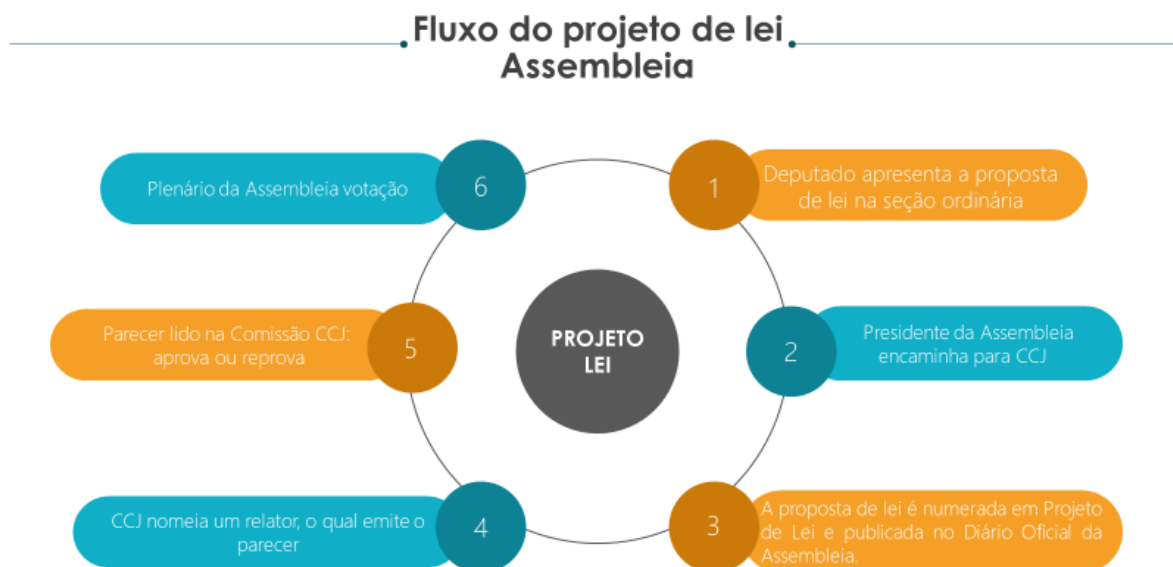 Fluxo do projeto de lei
Assembleia
1
Deputado apresenta a proposta
de lei na seção ordinária
2
Presidente da Assembleia
encaminha para CCJ
3
A proposta de lei é numerada em Projeto
de Lei e publicada no Diário Oficial da
Assembleia.
4
CCJ nomeia um relator, o qual emite o
parecer
5
Parecer lido na Comissão CCJ:
aprova ou reprova
6
Plenário da Assembleia votação
PROJETO
LEI